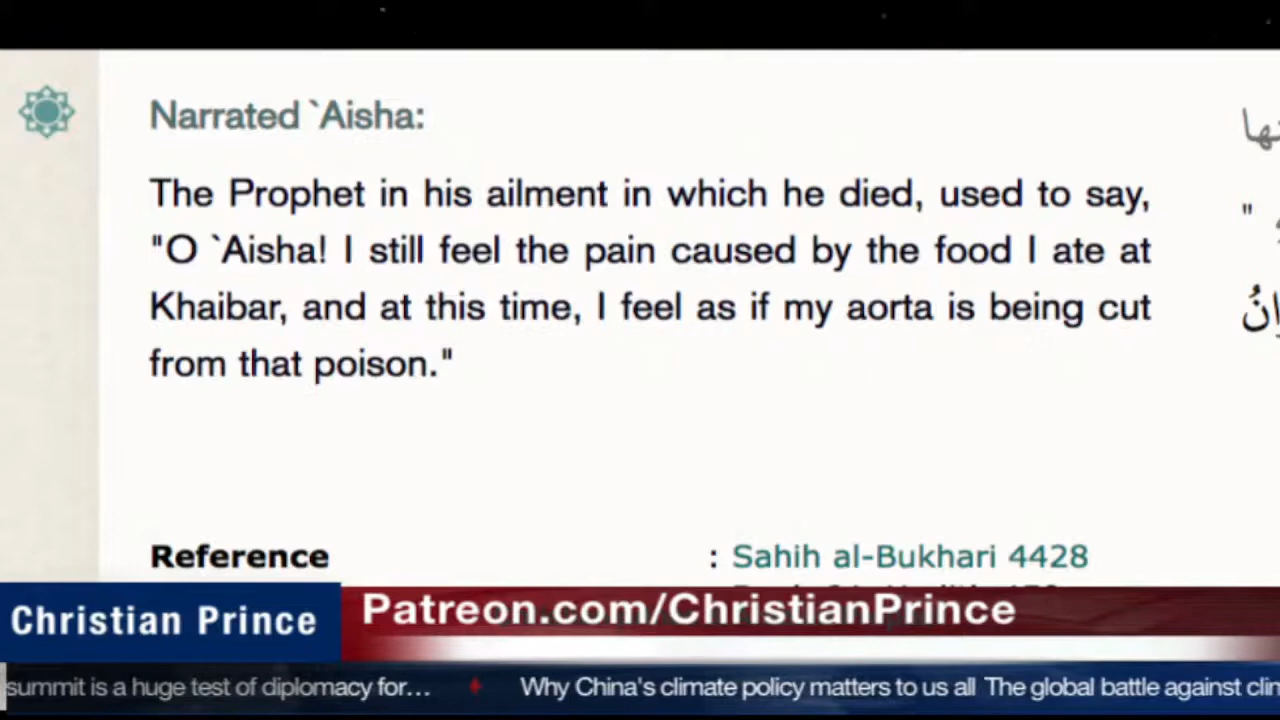 Narrated `Aisha:
The Prophet in his ailment in which he died, used to say,
"O `Aisha! I still feel the pain caused by the food I ate at
Khaibar, and at this time, I feel as if my aorta is being cut
from that poison."
Reference : Sahih al-Bukhari 4428
Christian Prince
Patreon.com/ChristianPrince
summit is a huge test of diplomacy for... Why China's climate policy matters to us all The global battle against